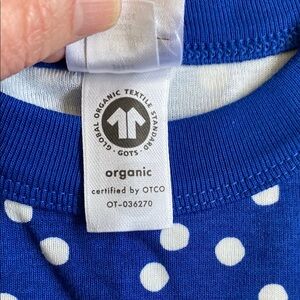 GLOBAL ORGANIC TEXTILE STANDARD
· GOTS ·
organic
certified by OTCO
OT-036270